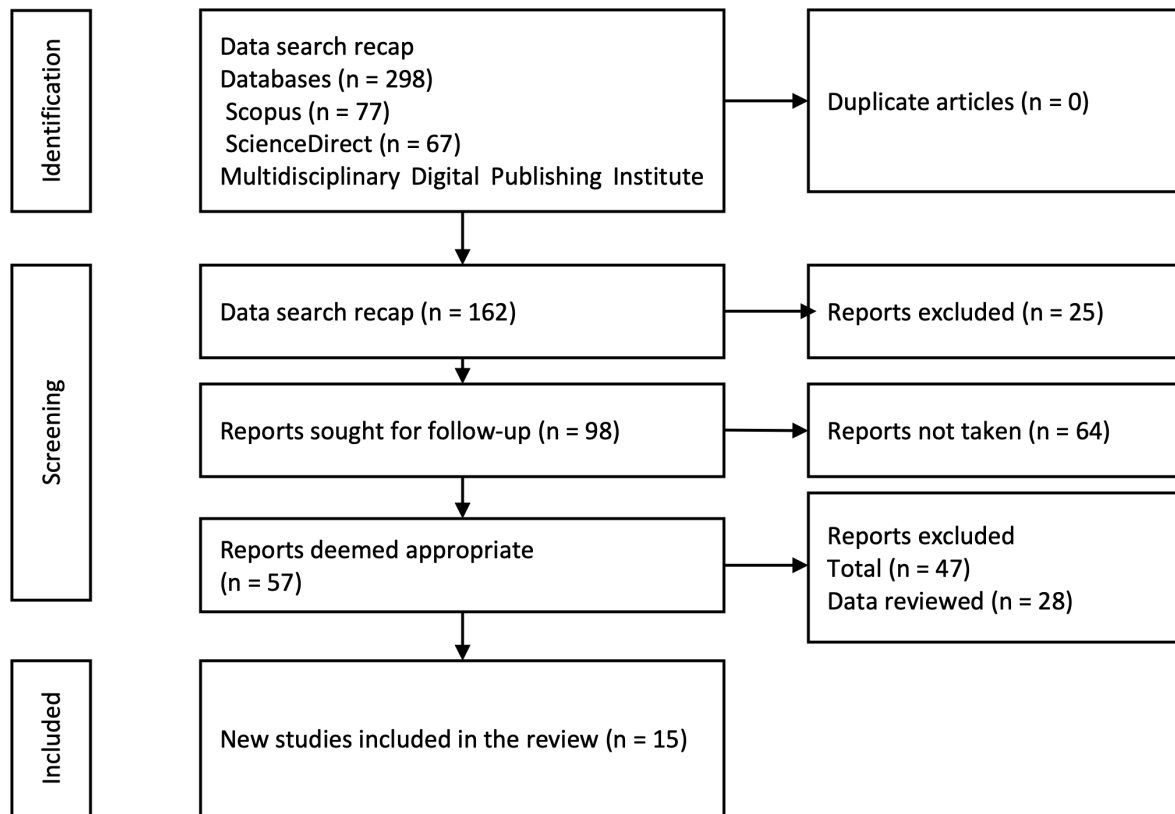 Identification
Data search recap
Databases (n = 298)
Scopus (n = 77)
ScienceDirect (n = 67)
Multidisciplinary Digital Publishing Institute
Duplicate articles (n = 0)
Screening
Data search recap (n = 162)
Reports excluded (n = 25)
Reports sought for follow-up (n = 98)
Reports not taken (n = 64)
Reports deemed appropriate
(n = 57)
Reports excluded
Total (n = 47)
Data reviewed (n = 28)
Included
New studies included in the review (n = 15)